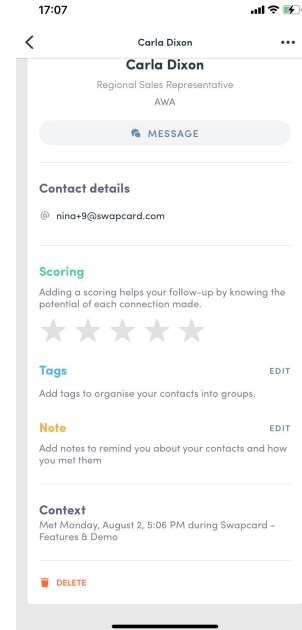 17:07
Carla Dixon
Carla Dixon
Regional Sales Representative
AWA
MESSAGE
Contact details
@ nina+9@swapcard.com
Scoring
Adding a scoring helps your follow-up by knowing the
potential of each connection made.
Tags EDIT
Add tags to organise your contacts into groups.
Note EDIT
Add notes to remind you about your contacts and how
you met them
Context
Met Monday, August 2, 5:06 PM during Swapcard -
Features & Demo
DELETE